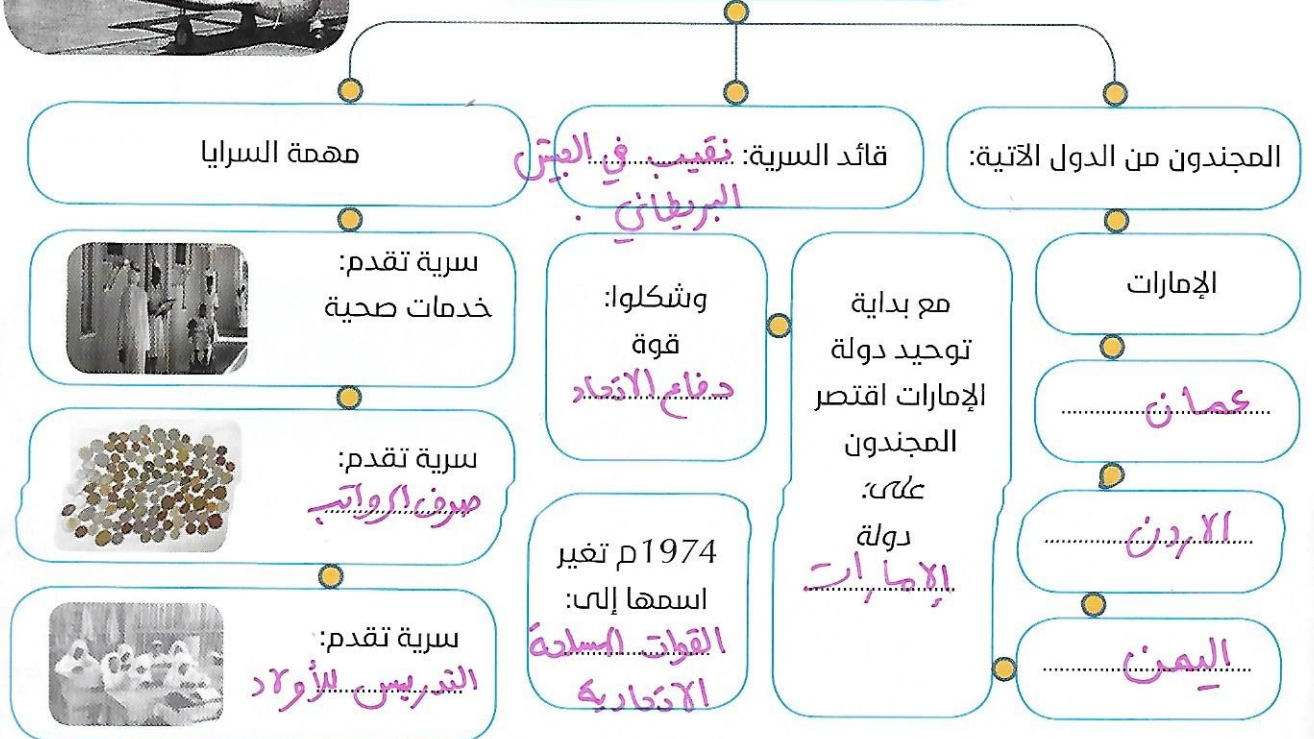 المجندون من الدول الآتية:
الإمارات
عمان
الاردن
اليمن
قائد السرية: نقيب في الجيش
البريطاني .
مع بداية
توحيد دولة
الإمارات اقتصر
المجندون
على:
دولة
الإمارات
وشكلوا:
قوة
دفاع الاتحاد
1974م تغير
اسمها إلى:
القوات المسلحة
الاتحادية
مهمة السرايا
سرية تقدم:
خدمات صحية
سرية تقدم:
صرف الرواتب
سرية تقدم:
التدريس للأولاد